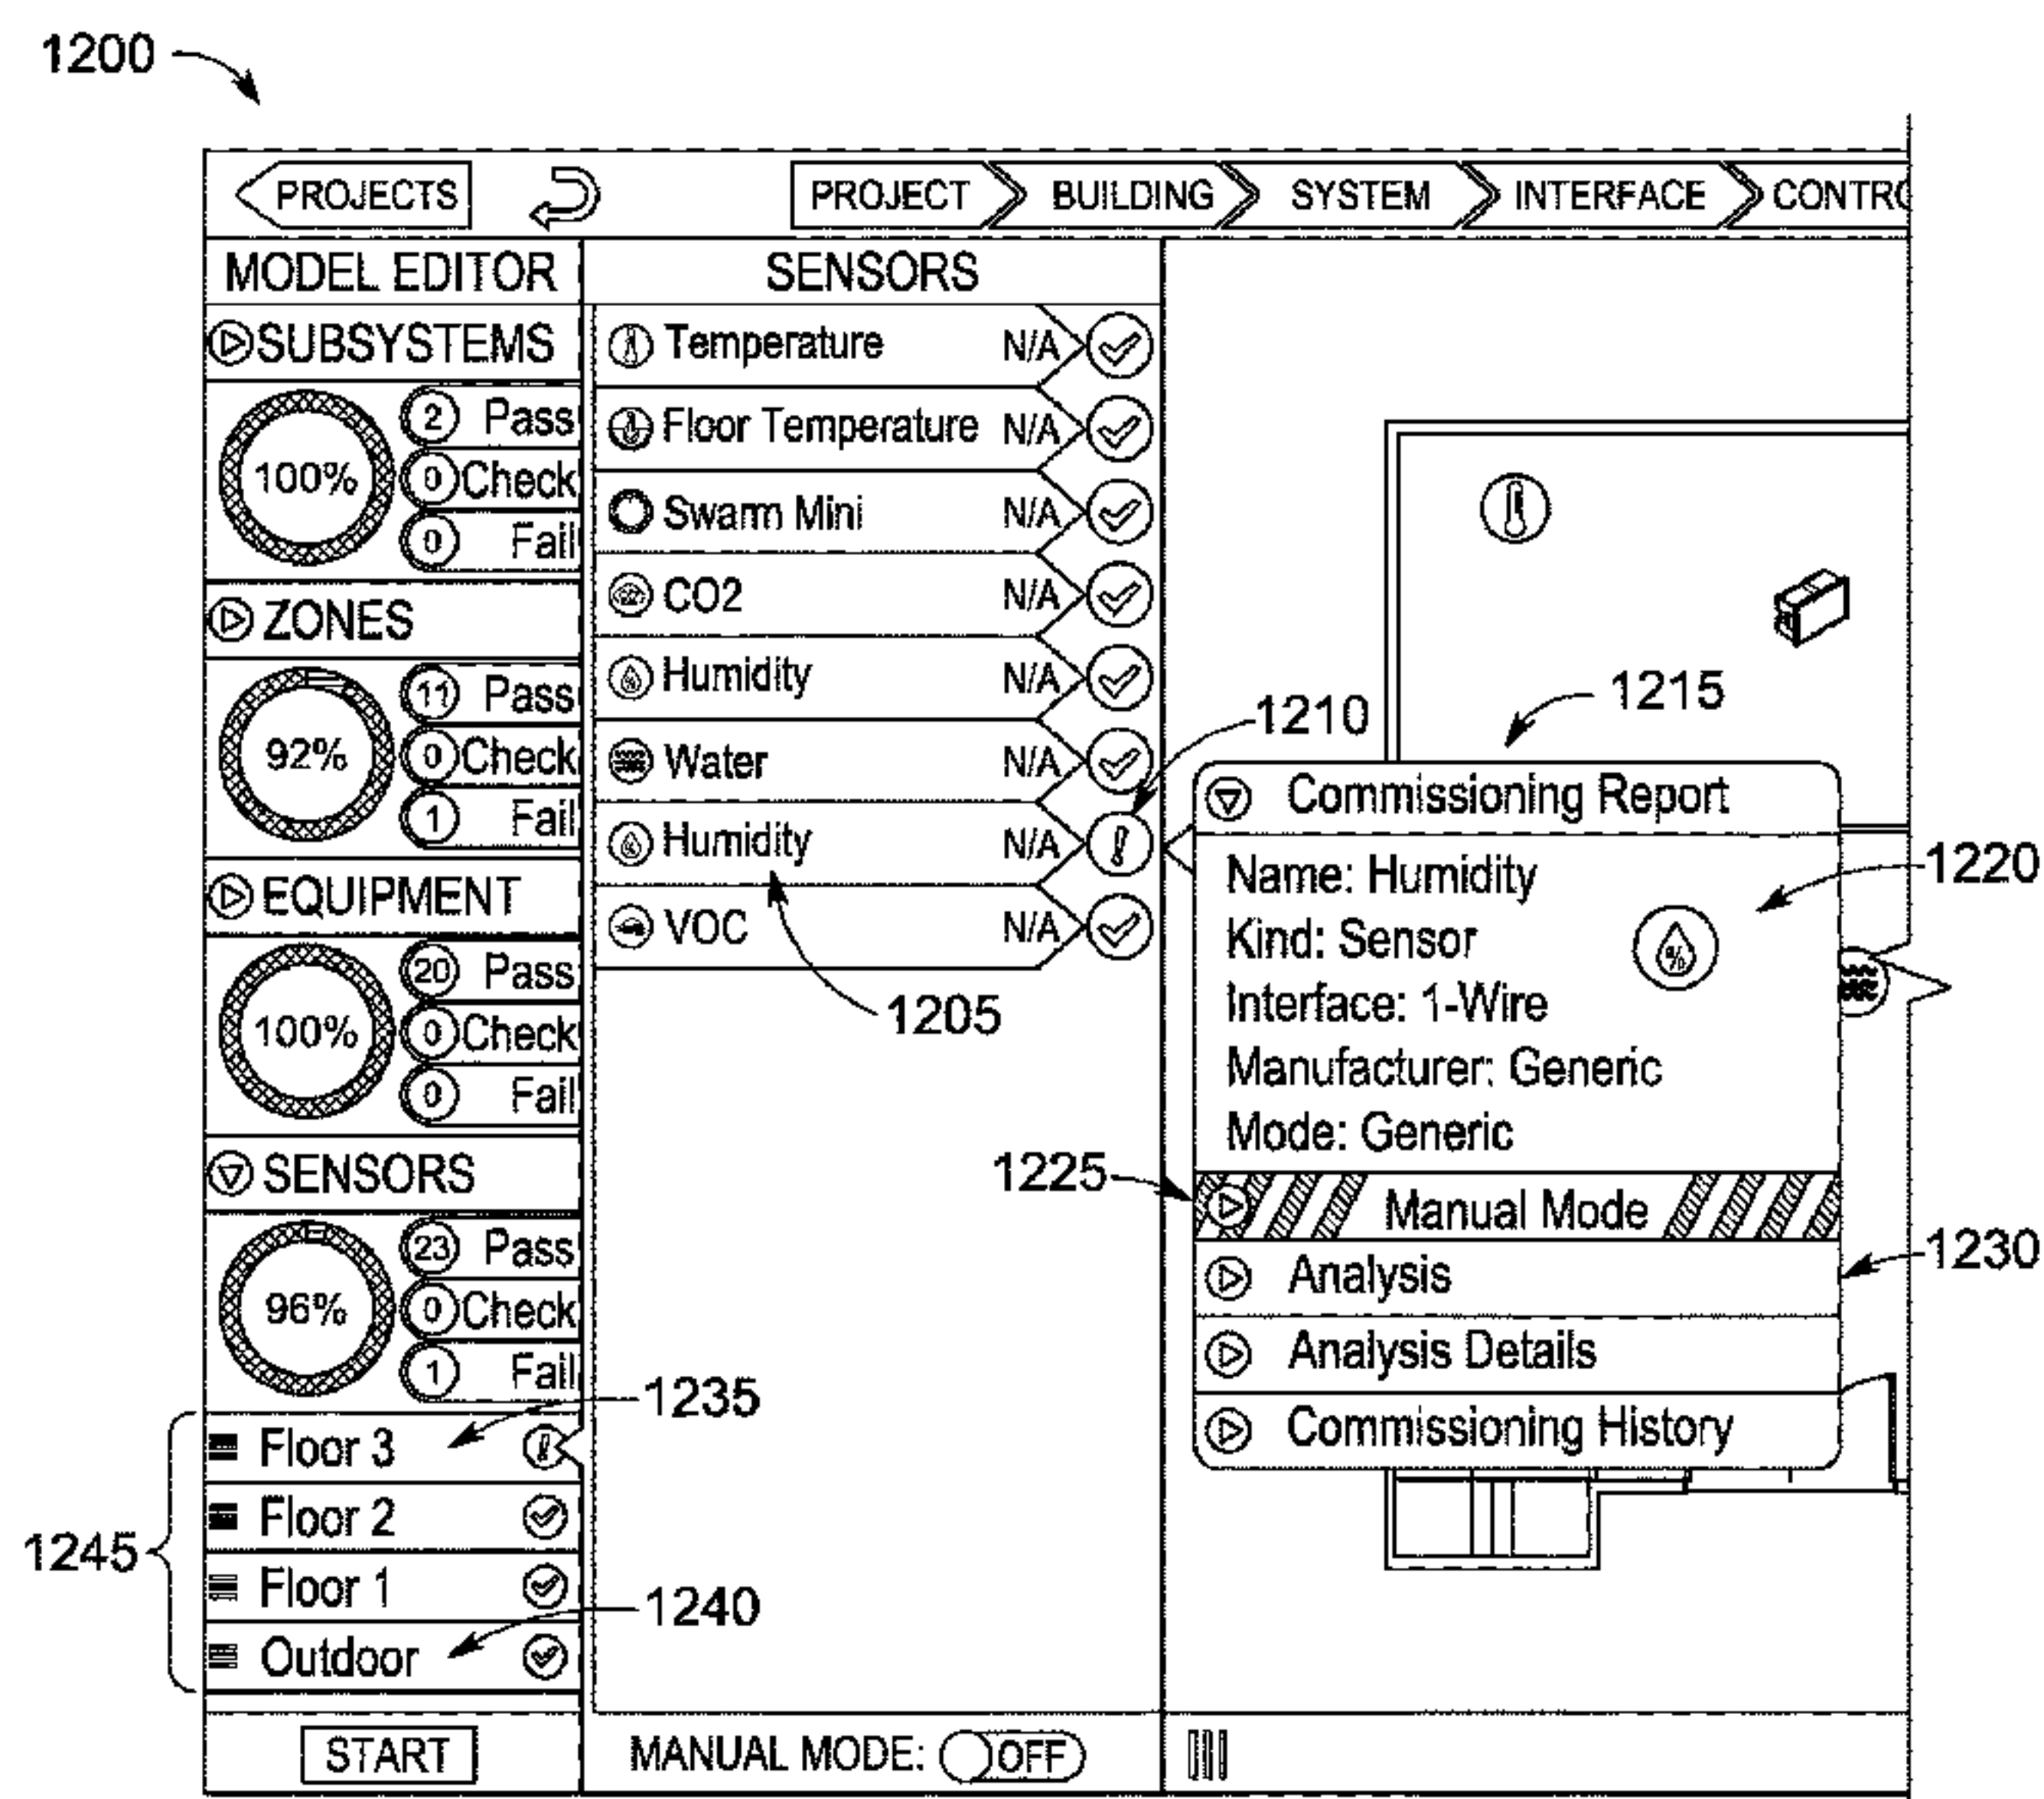 1200
PROJECTS PROJECT BUILDING SYSTEM INTERFACE CONTR
MODEL EDITOR
SUBSYSTEMS
100%
2 Pass
0 Check
0 Fail
ZONES
92%
11 Pass
0 Check
1 Fail
EQUIPMENT
100%
20 Pass
0 Check
0 Fail
SENSORS
96%
23 Pass
0 Check
1 Fail
1235
Floor 3 !
Floor 2
1245
Floor 1
1240
Outdoor
START
SENSORS
Temperature N/A
Floor Temperature N/A
Swarm Mini N/A
CO2 N/A
Humidity N/A
Water N/A
1210
Humidity N/A !
VOC N/A
1205
MANUAL MODE: OFF
1215
Commissioning Report
1220
Name: Humidity
Kind: Sensor
%
Interface: 1-Wire
Manufacturer: Generic
Mode: Generic
1225
Manual Mode
1230
Analysis
Analysis Details
Commissioning History